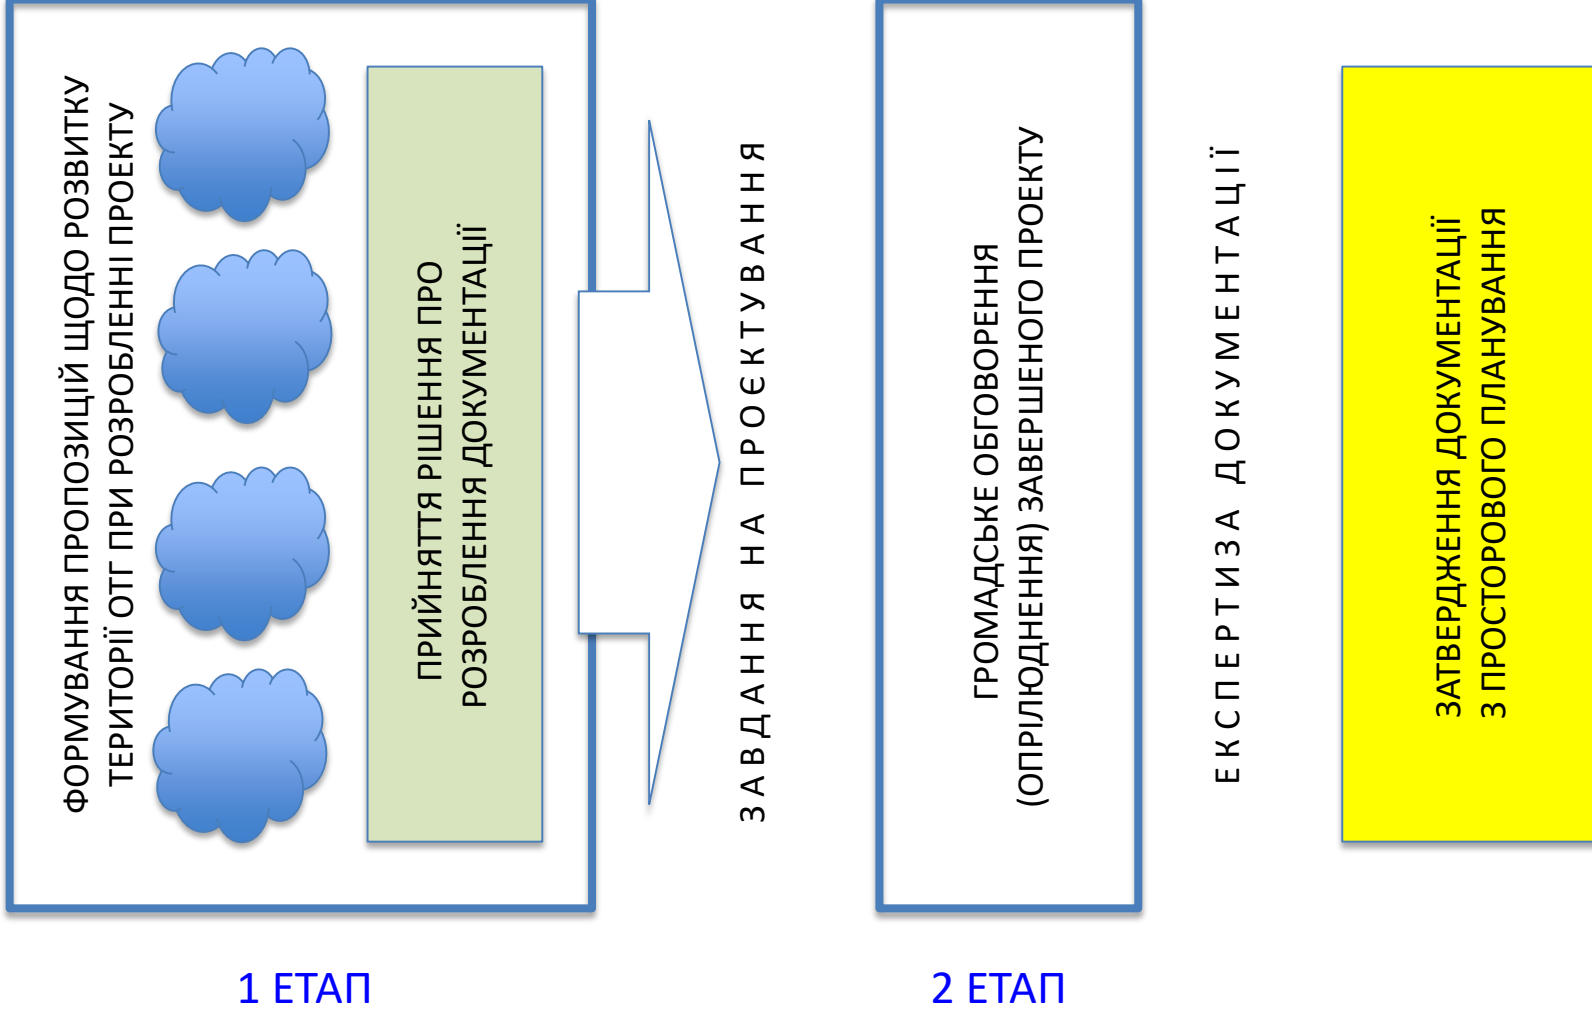 ФОРМУВАННЯ ПРОПОЗИЦІЙ ЩОДО РОЗВИТКУ
ТЕРИТОРІЇ ОТГ ПРИ РОЗРОБЛЕННІ ПРОЕКТУ
ПРИЙНЯТТЯ РІШЕННЯ ПРО
РОЗРОБЛЕННЯ ДОКУМЕНТАЦІЇ
ЗАВДАННЯ НА ПРОЄКТУВАННЯ
ГРОМАДСЬКЕ ОБГОВОРЕННЯ
(ОПРІЛЮДНЕННЯ) ЗАВЕРШЕНОГО ПРОЕКТУ
ЕКСПЕРТИЗА ДОКУМЕНТАЦІЇ
ЗАТВЕРДЖЕННЯ ДОКУМЕНТАЦІЇ
З ПРОСТОРОВОГО ПЛАНУВАННЯ
1 ЕТАП
2 ЕТАП